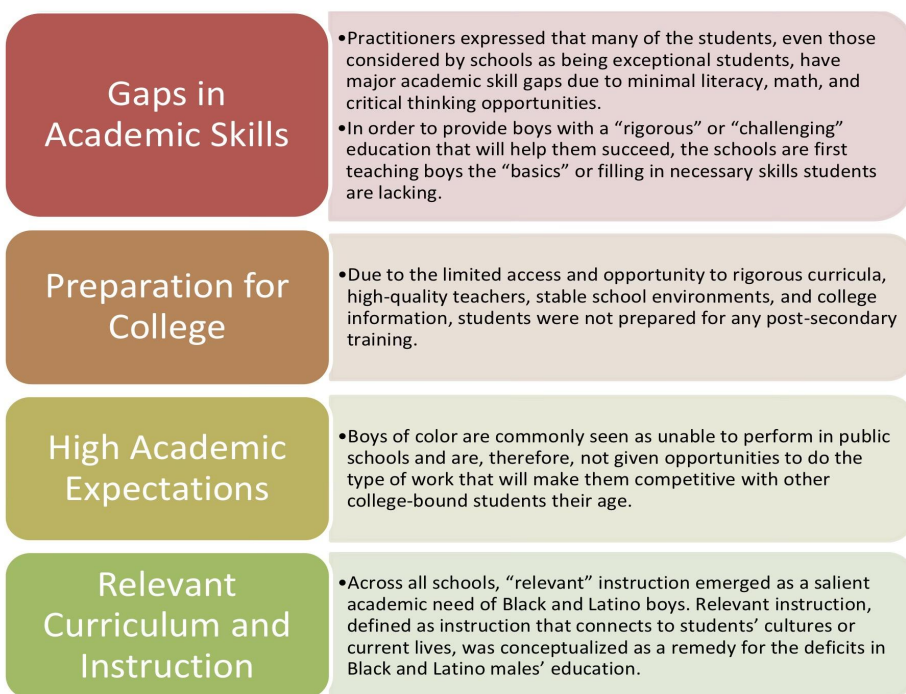 Gaps in
Academic Skills
•Practitioners expressed that many of the students, even those
considered by schools as being exceptional students, have
major academic skill gaps due to minimal literacy, math, and
critical thinking opportunities.
•In order to provide boys with a “rigorous” or “challenging”
education that will help them succeed, the schools are first
teaching boys the “basics” or filling in necessary skills students
are lacking.
Preparation for
College
•Due to the limited access and opportunity to rigorous curricula,
high-quality teachers, stable school environments, and college
information, students were not prepared for any post-secondary
training.
High Academic
Expectations
•Boys of color are commonly seen as unable to perform in public
schools and are, therefore, not given opportunities to do the
type of work that will make them competitive with other
college-bound students their age.
Relevant
Curriculum and
Instruction
•Across all schools, “relevant” instruction emerged as a salient
academic need of Black and Latino boys. Relevant instruction,
defined as instruction that connects to students’ cultures or
current lives, was conceptualized as a remedy for the deficits in
Black and Latino males’ education.